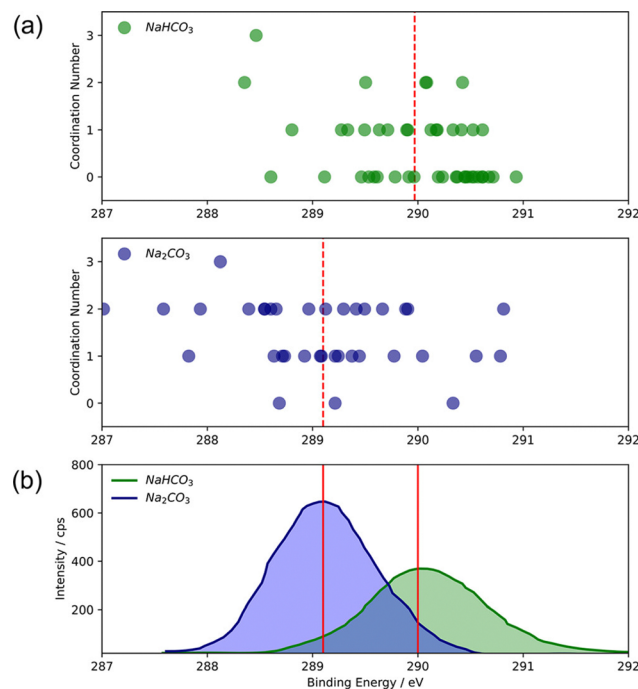 (a)
NaHCO3
Coordination Number
3
2
1
0
287 288 289 290 291 292
Na2CO3
Coordination Number
3
2
1
0
287 288 289 290 291 292
(b)
NaHCO3
Na2CO3
Intensity / cps
800
600
400
200
287 288 289 290 291 292
Binding Energy / eV